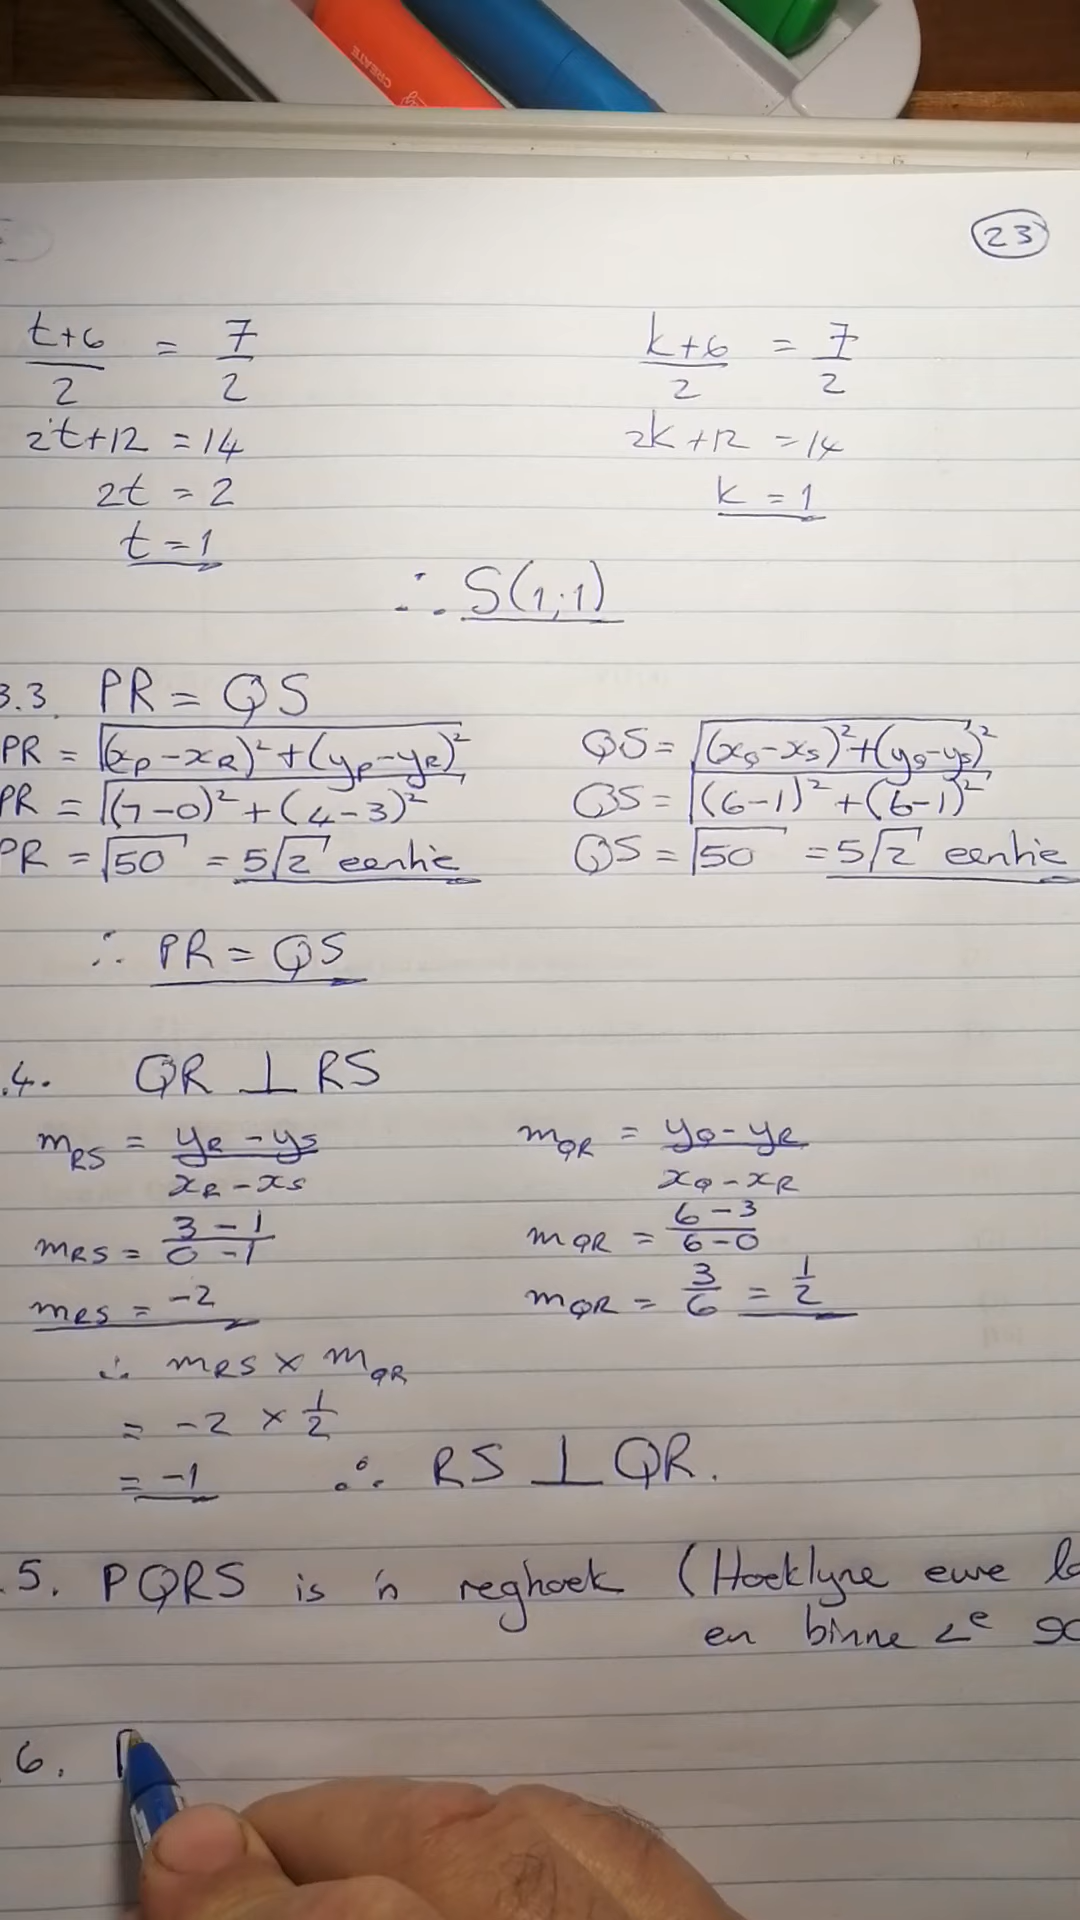 CREATE
23
t+6/2 = 7/2
k+6/2 = 7/2
2t+12 = 14
2k+12 = 14
2t = 2
k = 1
t = 1
∴ S(1;1)
3.3. PR = QS
PR = √(xP-xR)²+(yP-yR)²
QS = √(xQ-xS)²+(yQ-yS)²
PR = √(7-0)²+(4-3)²
QS = √(6-1)²+(6-1)²
PR = √50 = 5√2 eenhe
QS = √50 = 5√2 eenhe
∴ PR = QS
.4. QR ⊥ RS
mRS = yR-yS/xR-xS
mQR = yQ-yR/xQ-xR
mRS = 3-1/0-1
mQR = 6-3/6-0
mRS = -2
mQR = 3/6 = 1/2
∴ mRS × mQR
= -2 × 1/2
= -1 ∴ RS ⊥ QR.
.5. PQRS is 'n reghoek (Hoeklyne ewe
en binne ∠e
.6.